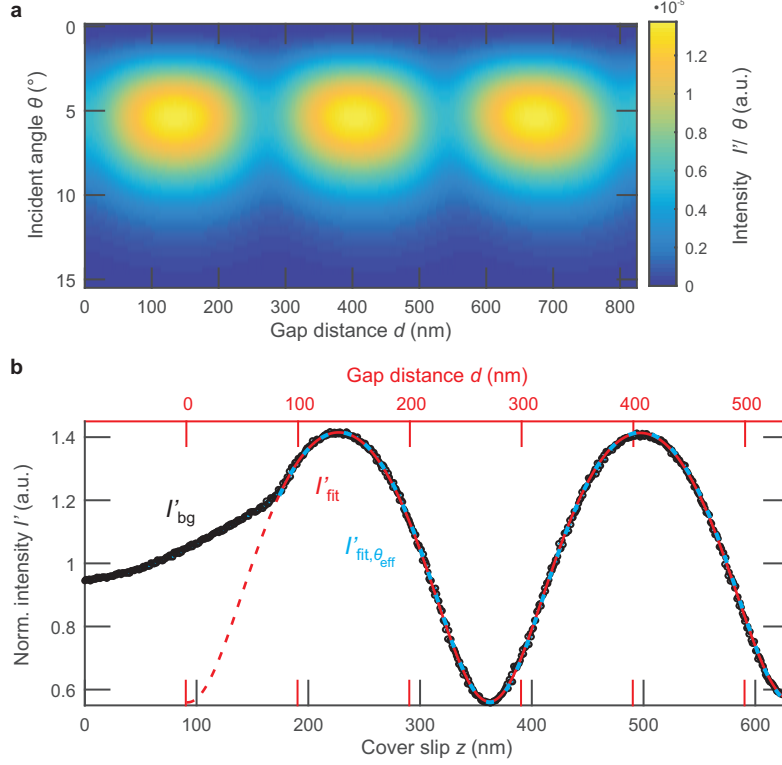 a
•10⁻⁵
0
5
10
15
Incident angle θ (°)
0 100 200 300 400 500 600 700 800
Gap distance d (nm)
1.2
1
0.8
0.6
0.4
0.2
0
Intensity I'/ θ (a.u.)
b
Gap distance d (nm)
0 100 200 300 400 500
1.4
1.2
1
0.8
0.6
Norm. intensity I' (a.u.)
I'bg
I'fit
I'fit,θeff
0 100 200 300 400 500 600
Cover slip z (nm)